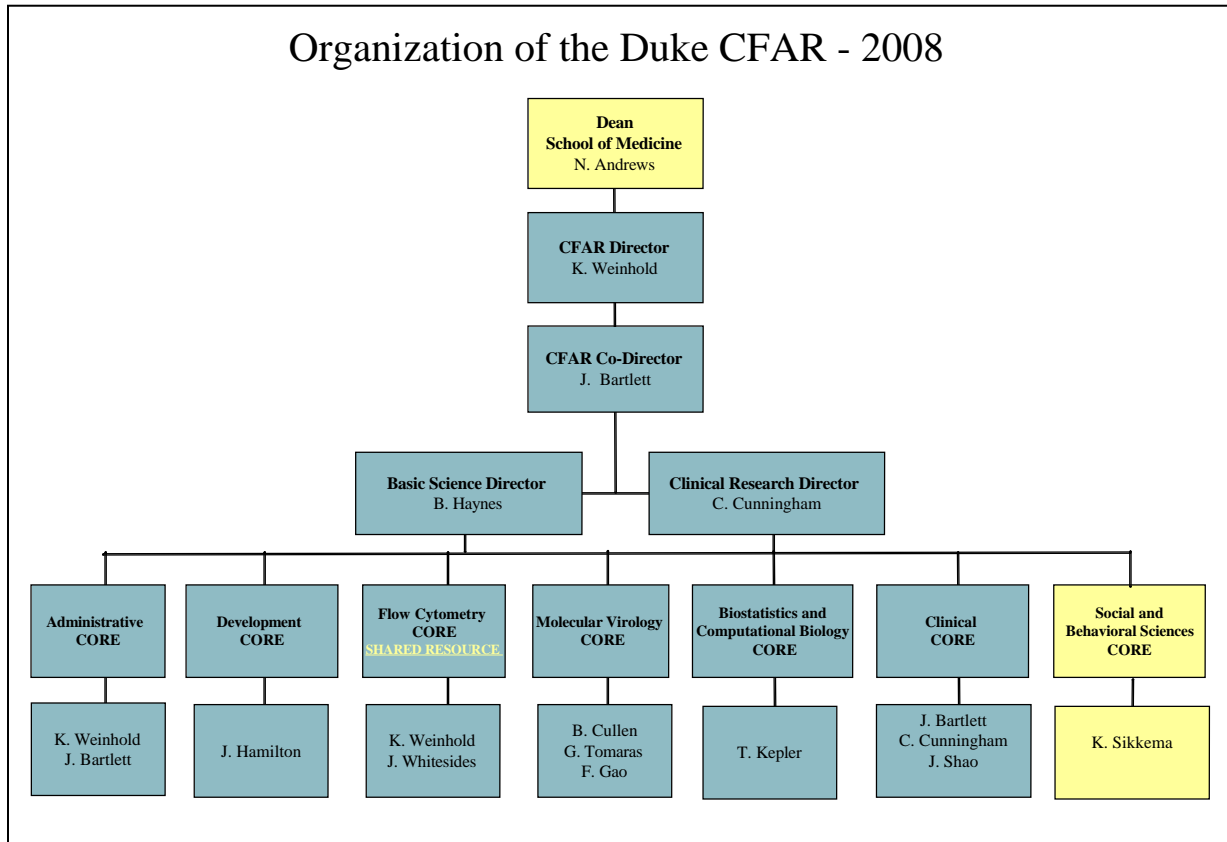 Organization of the Duke CFAR - 2008
Dean
School of Medicine
N. Andrews
CFAR Director
K. Weinhold
CFAR Co-Director
J. Bartlett
Basic Science Director
B. Haynes
Clinical Research Director
C. Cunningham
Administrative
CORE
Development
CORE
Flow Cytometry
CORE
SHARED RESOURCE
Molecular Virology
CORE
Biostatistics and
Computational Biology
CORE
Clinical
CORE
Social and
Behavioral Sciences
CORE
K. Weinhold
J. Bartlett
J. Hamilton
K. Weinhold
J. Whitesides
B. Cullen
G. Tomaras
F. Gao
T. Kepler
J. Bartlett
C. Cunningham
J. Shao
K. Sikkema